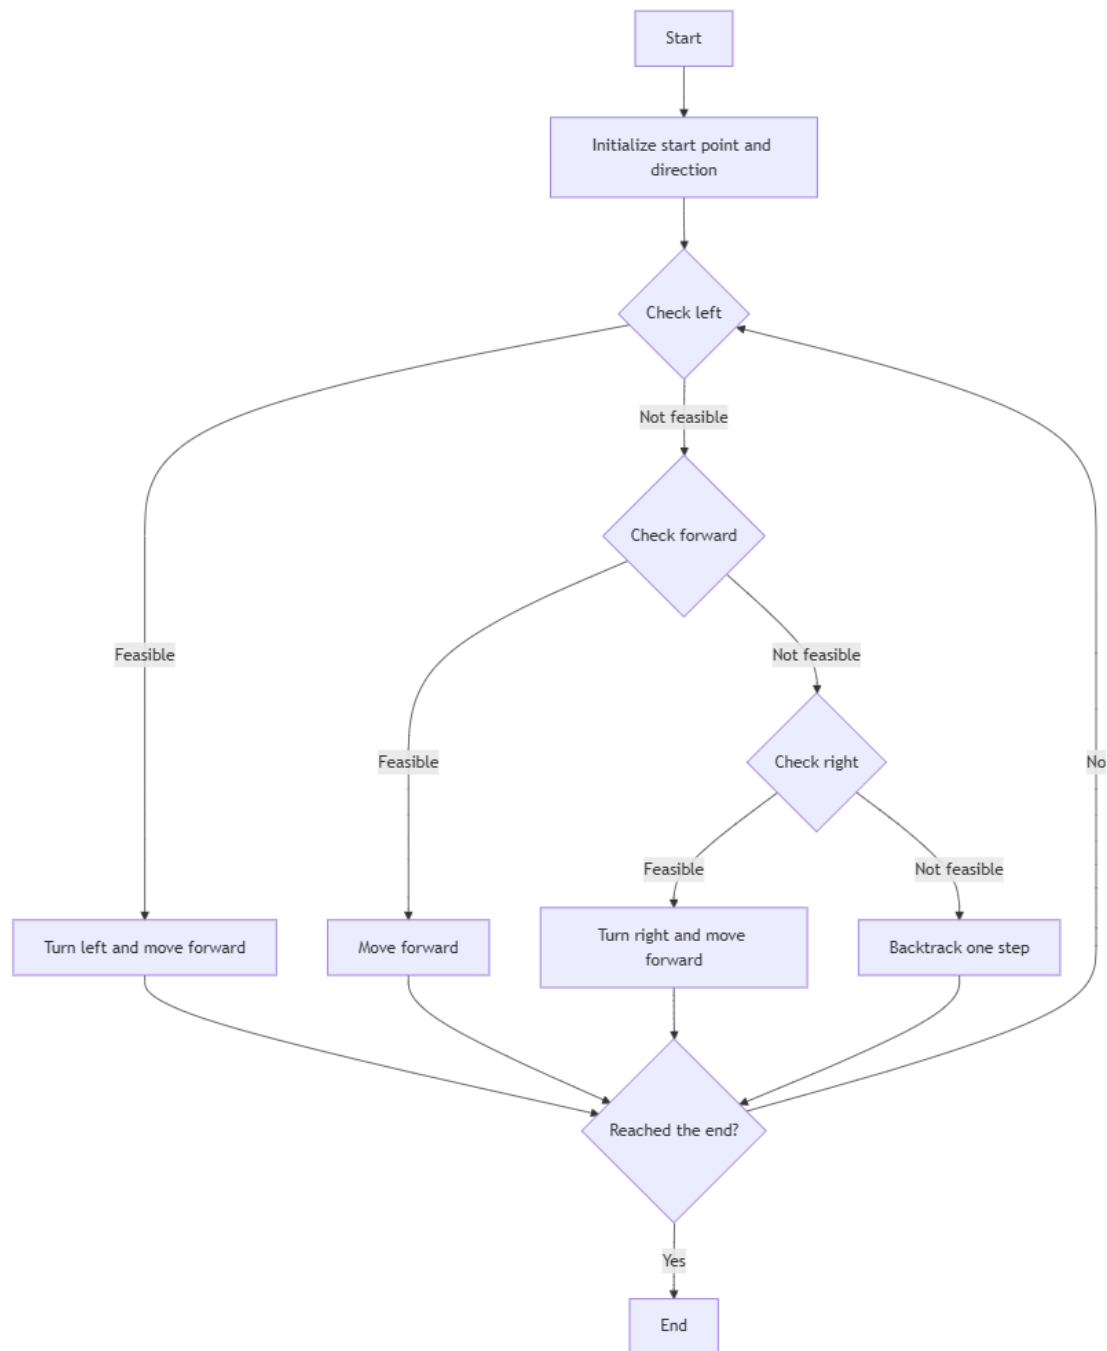 Start
Initialize start point and
direction
Check left
Not feasible
Check forward
Feasible
Not feasible
Feasible
Check right
No
Feasible
Not feasible
Turn left and move forward
Move forward
Turn right and move
forward
Backtrack one step
Reached the end?
Yes
End